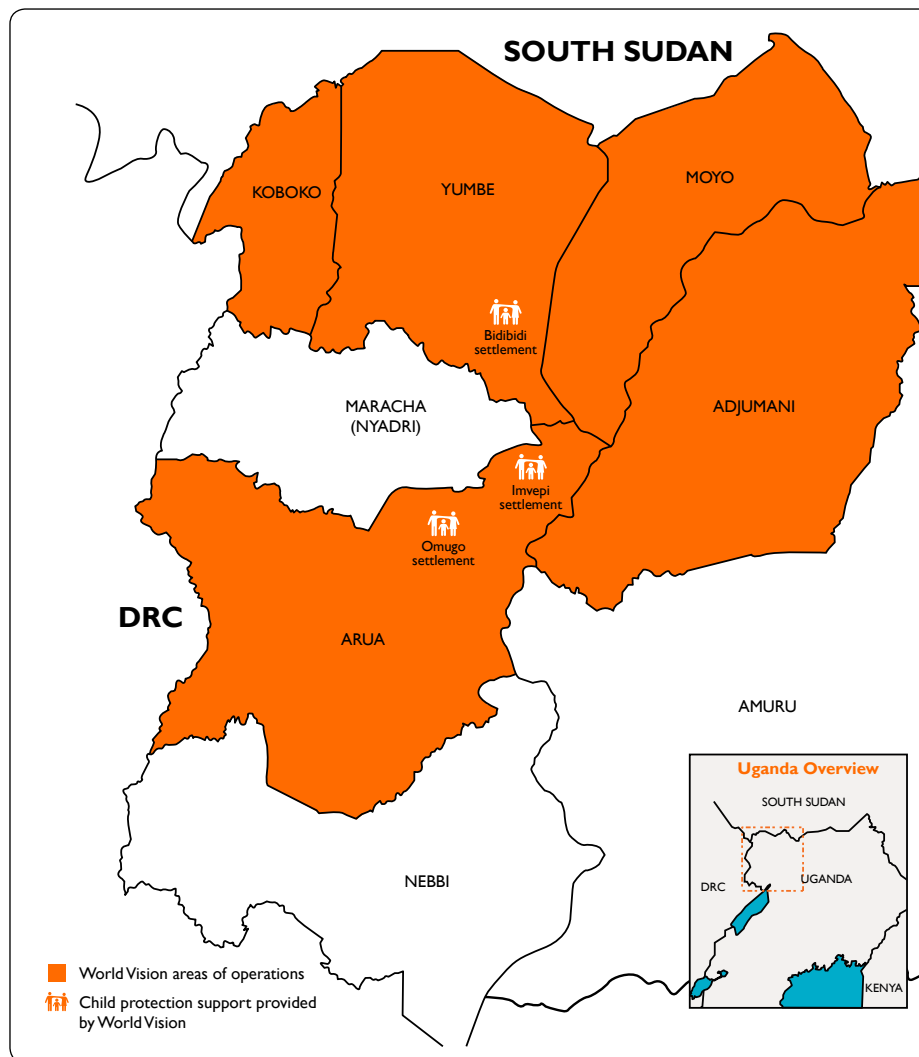 SOUTH SUDAN
KOBOKO
YUMBE
MOYO
Bidibidi
settlement
MARACHA
(NYADRI)
ADJUMANI
Imvepi
settlement
Omugo
settlement
DRC
ARUA
AMURU
NEBBI
Uganda Overview
SOUTH SUDAN
DRC
UGANDA
KENYA
World Vision areas of operations
Child protection support provided
by World Vision